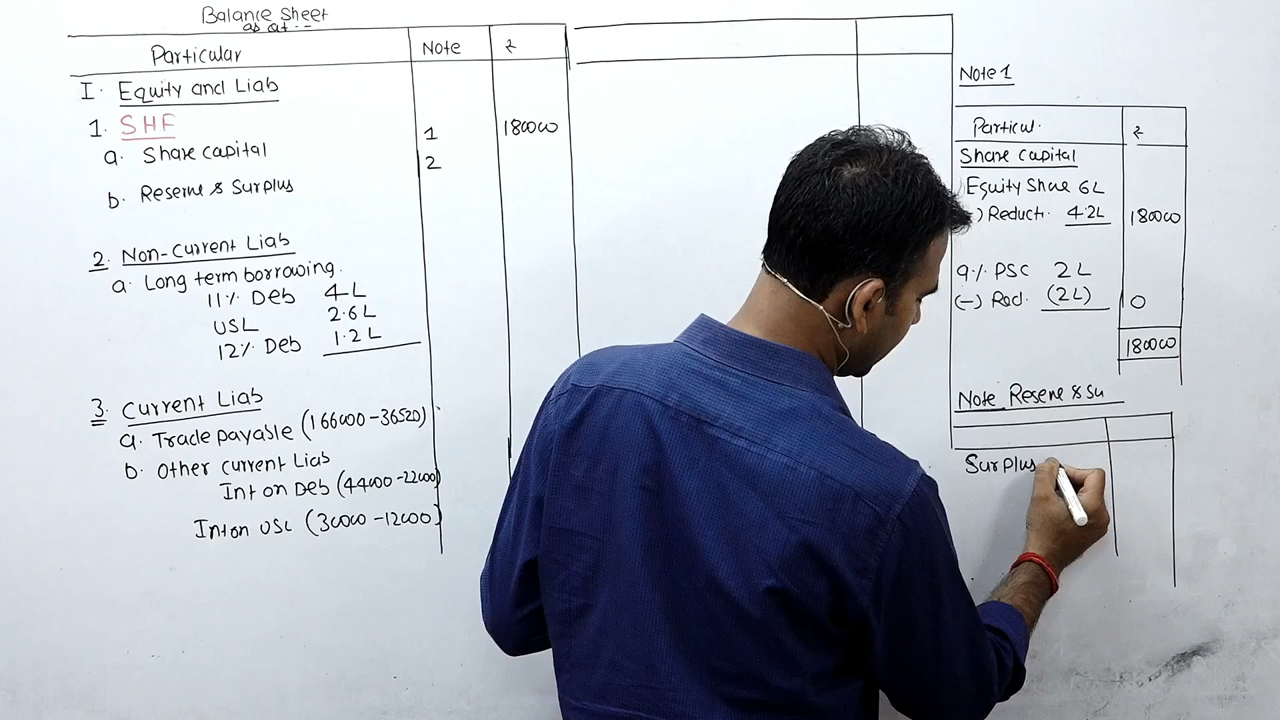 Balance Sheet
as at --
Particular Note ₹
I. Equity and Liab
1. SHF
a. Share capital 1 180000
b. Reserve & Surplus 2
2. Non-Current Liab
a. Long term borrowing.
11% Deb 4L
USL 2.6L
12% Deb 1.2L
3. Current Liab
a. Trade payable (166000-36520)
b. Other current Liab
Int on Deb (44000-22000)
Int on USL (30000-12000)
Note 1
Particul. ₹
Share Capital
Equity Share 6L
) Reducti. 4.2L 180000
9% PSC 2L
(-) Red. (2L) 0
180000
Note Reserve & Su
Surplus